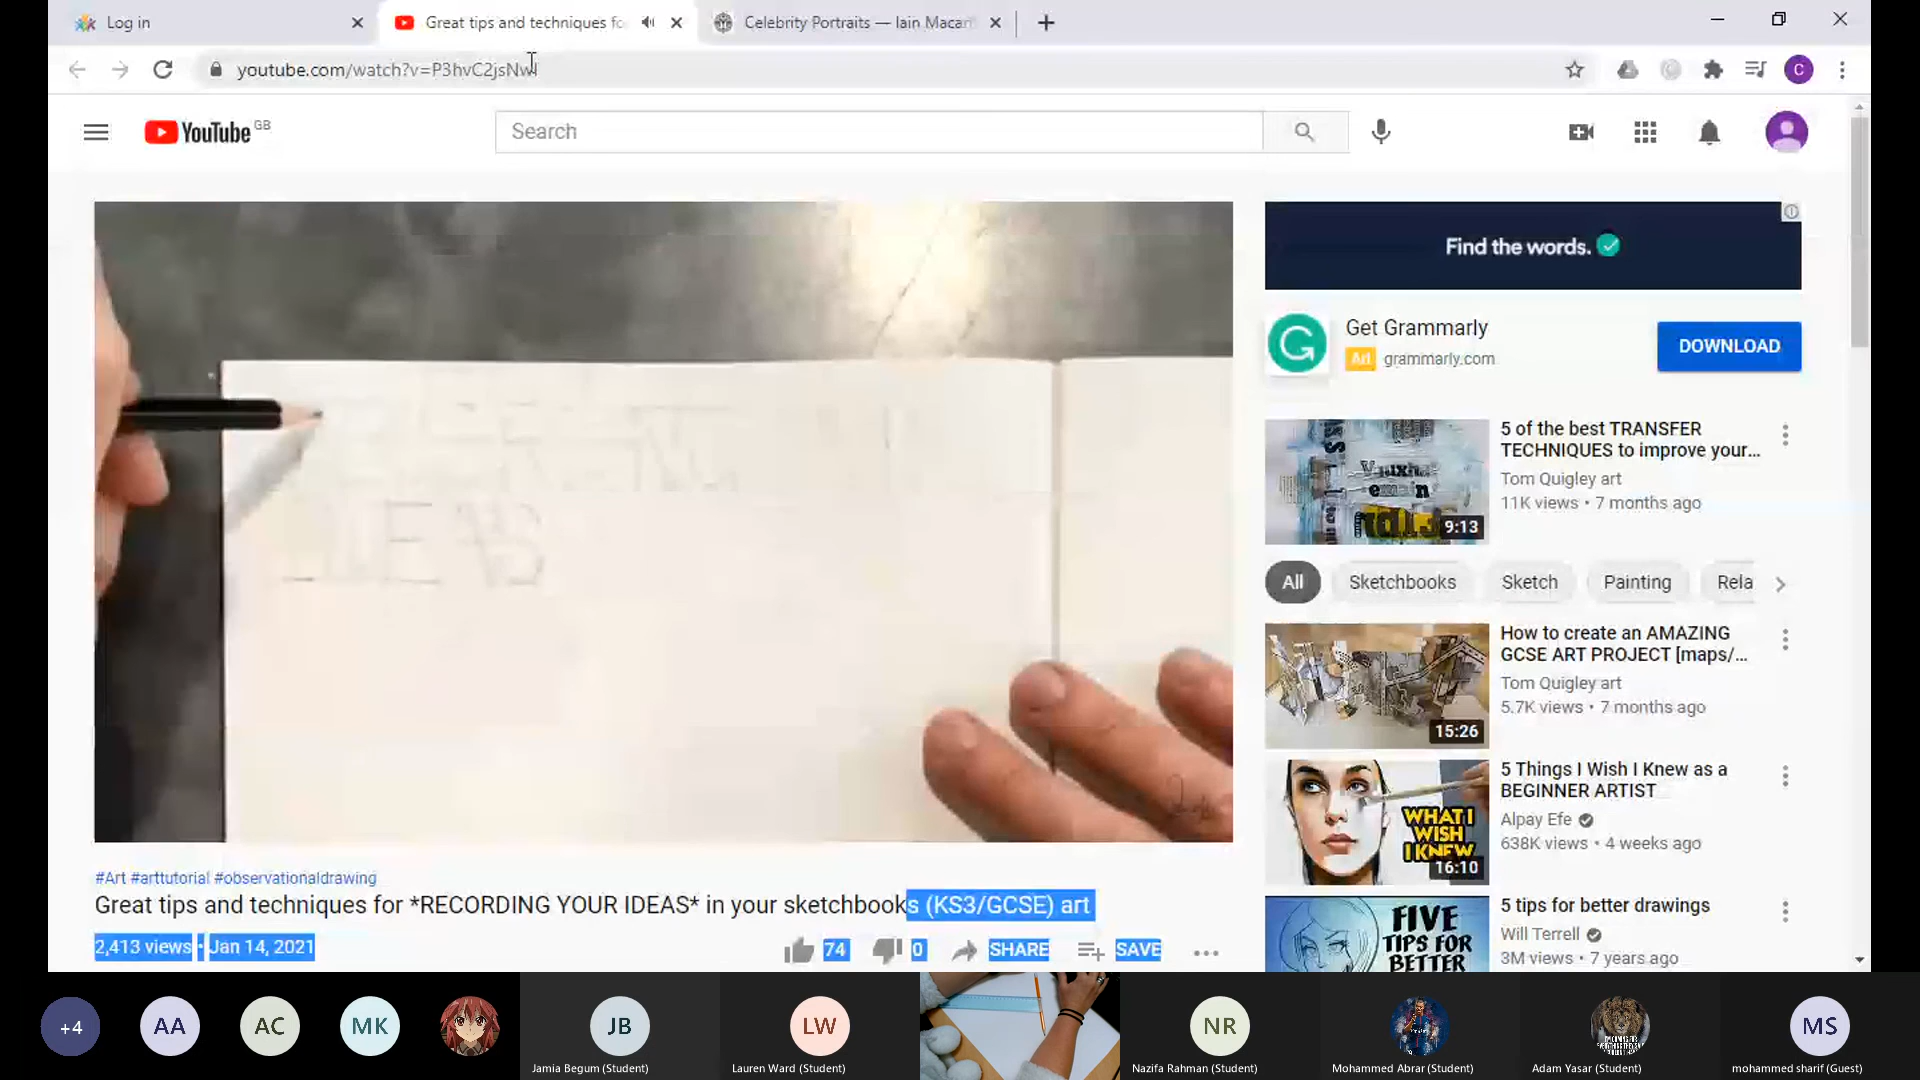 Log in
Great tips and techniques fo
Celebrity Portraits — Iain Macar
youtube.com/watch?v=P3hvC2jsNwI
C
YouTube GB
Search
IDEAS
Find the words.
Get Grammarly
Ad grammarly.com
DOWNLOAD
5 of the best TRANSFER
TECHNIQUES to improve your...
Tom Quigley art
11K views • 7 months ago
9:13
All Sketchbooks Sketch Painting Rela
How to create an AMAZING
GCSE ART PROJECT [maps/...
Tom Quigley art
5.7K views • 7 months ago
15:26
5 Things I Wish I Knew as a
BEGINNER ARTIST
Alpay Efe
638K views • 4 weeks ago
WHAT I
WISH
I KNEW
16:10
5 tips for better drawings
Will Terrell
3M views • 7 years ago
FIVE
TIPS FOR
BETTER
#Art #arttutorial #observationaldrawing
Great tips and techniques for *RECORDING YOUR IDEAS* in your sketchbooks (KS3/GCSE) art
2,413 views • Jan 14, 2021
74 0 SHARE SAVE
+4 AA AC MK JB LW NR MS
Jamia Begum (Student) Lauren Ward (Student) Nazifa Rahman (Student) Mohammed Abrar (Student) Adam Yasar (Student) mohammed sharif (Guest)